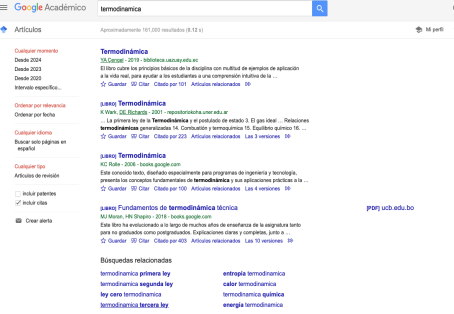 Google Académico
termodinamica
Artículos
Aproximadamente 161,000 resultados (0.12 s)
Mi perfil
Cualquier momento
Desde 2024
Desde 2023
Desde 2020
Intervalo específico...
Ordenar por relevancia
Ordenar por fecha
Cualquier idioma
Buscar solo páginas en
español
Cualquier tipo
Artículos de revisión
incluir patentes
incluir citas
Crear alerta
Termodinámica
YA Cengel - 2019 - biblioteca.uazuay.edu.ec
El libro cubre los principios básicos de la disciplina con multitud de ejemplos de aplicación
a la vida real, para ayudar a los estudiantes a una comprensión intuitiva de la ...
Guardar Citar Citado por 101 Artículos relacionados
[LIBRO] Termodinámica
K Wark, DE Richards - 2001 - repositoriokoha.uner.edu.ar
... La primera ley de la Termodinámica y el postulado de estado 3. El gas ideal ... Relaciones
termodinámicas generalizadas 14. Combustión y termoquímica 15. Equilibrio químico 16. ...
Guardar Citar Citado por 223 Artículos relacionados Las 3 versiones
[LIBRO] Termodinámica
KC Rolle - 2006 - books.google.com
Este conocido texto, diseñado especialmente para programas de ingeniería y tecnología,
presenta los conceptos fundamentales de termodinámica y sus aplicaciones prácticas a la ...
Guardar Citar Citado por 100 Artículos relacionados Las 4 versiones
[LIBRO] Fundamentos de termodinámica técnica
[PDF] ucb.edu.bo
MJ Moran, HN Shapiro - 2018 - books.google.com
Este libro ha evolucionado a lo largo de muchos años de enseñanza de la asignatura tanto
para no graduados como postgraduados. Explicaciones claras y completas, junto a ...
Guardar Citar Citado por 403 Artículos relacionados Las 10 versiones
Búsquedas relacionadas
termodinamica primera ley
termodinamica segunda ley
ley cero termodinamica
termodinamica tercera ley
entropia termodinamica
calor termodinamica
termodinamica quimica
energia termodinamica